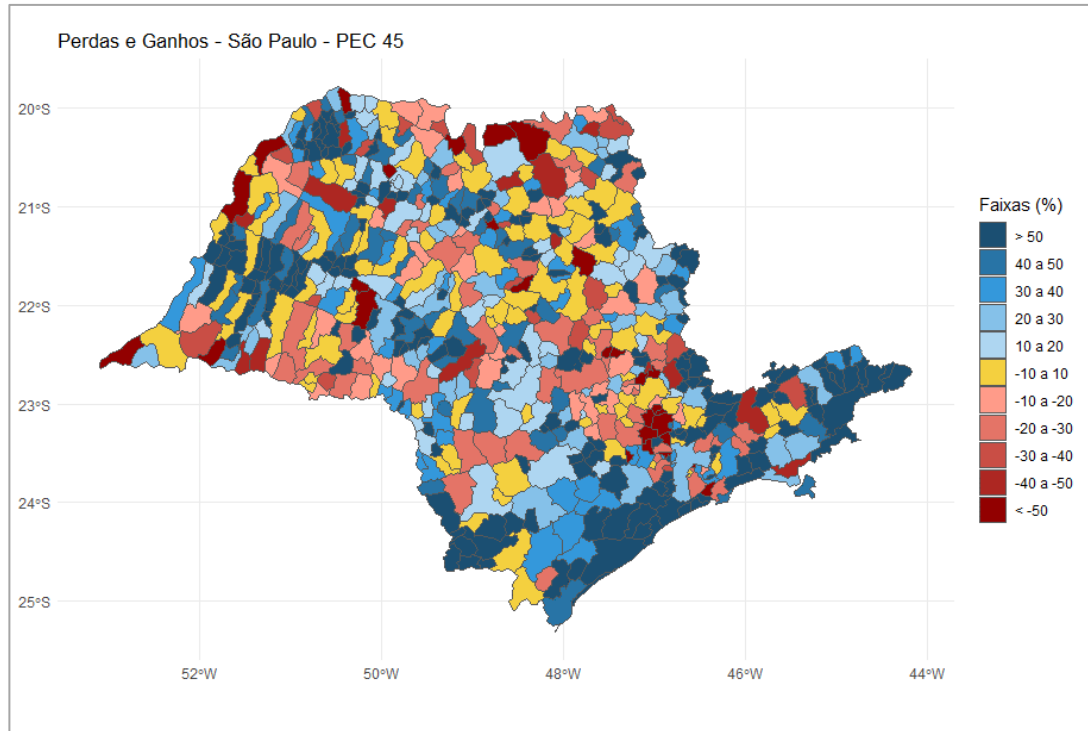 Perdas e Ganhos - São Paulo - PEC 45
20°S
21°S
22°S
23°S
24°S
25°S
52°W
50°W
48°W
46°W
44°W
Faixas (%)
> 50
40 a 50
30 a 40
20 a 30
10 a 20
-10 a 10
-10 a -20
-20 a -30
-30 a -40
-40 a -50
< -50